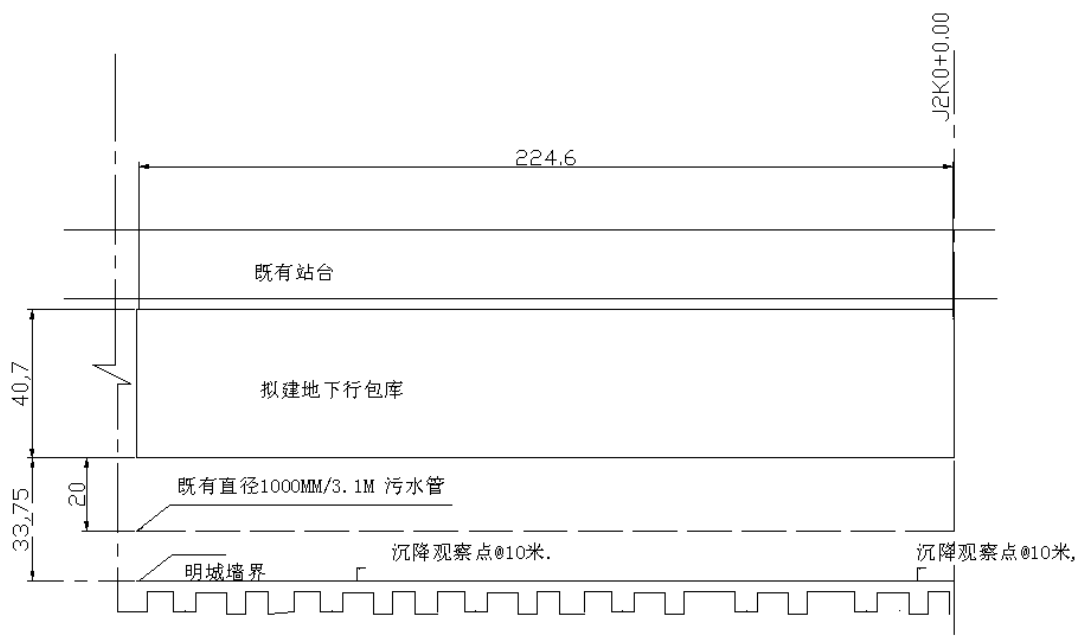 J2K0+0.00
224.6
既有站台
40,7
拟建地下行包库
33,75
20
既有直径1000MM/3.1M 污水管
沉降观察点@10米.
沉降观察点@10米,
明城墙界